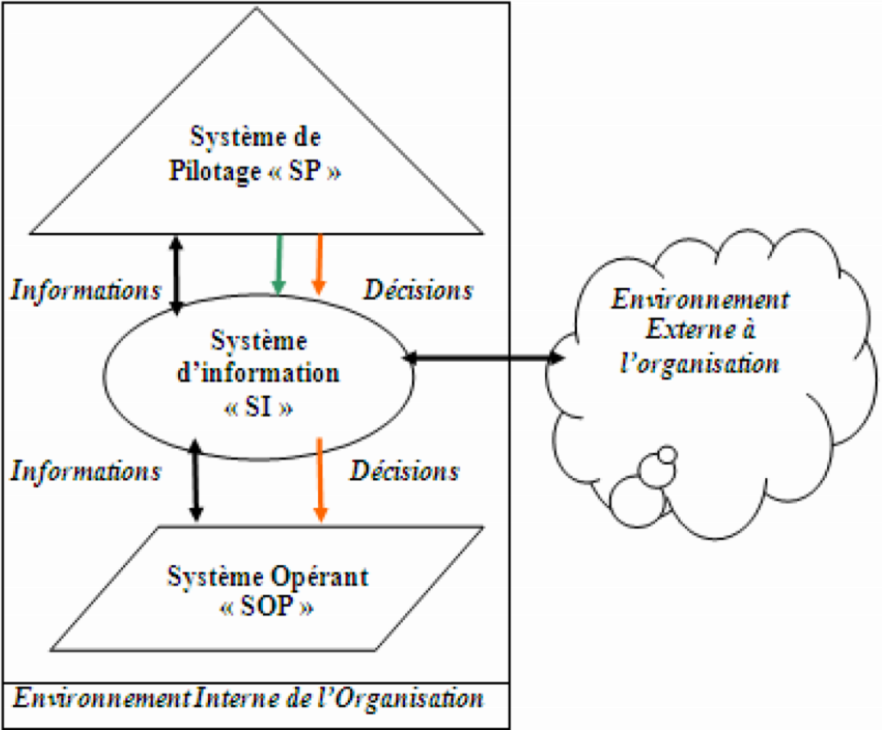 Système de
Pilotage « SP »
Informations
Décisions
Système
d'information
« SI »
Environnement
Externe à
l'organisation
Informations
Décisions
Système Opérant
« SOP »
Environnement Interne de l'Organisation